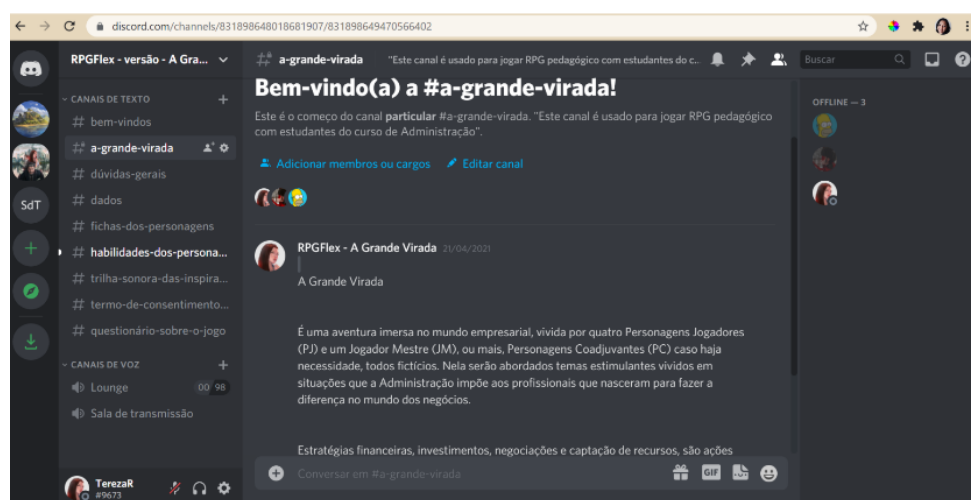 discord.com/channels/831898648018681907/831898649470566402
RPGFlex - versão - A Gra...
a-grande-virada
"Este canal é usado para jogar RPG pedagógico com estudantes do c...
Buscar
CANAIS DE TEXTO
# bem-vindos
a-grande-virada
# dúvidas-gerais
# dados
# fichas-dos-personagens
# habilidades-dos-persona...
# trilha-sonora-das-inspira...
# termo-de-consentimento...
# questionário-sobre-o-jogo
CANAIS DE VOZ
Lounge
00 98
Sala de transmissão
SdT
TerezaR
#9673
Bem-vindo(a) a #a-grande-virada!
Este é o começo do canal particular #a-grande-virada. "Este canal é usado para jogar RPG pedagógico
com estudantes do curso de Administração".
Adicionar membros ou cargos
Editar canal
RPGFlex - A Grande Virada 21/04/2021
A Grande Virada
É uma aventura imersa no mundo empresarial, vivida por quatro Personagens Jogadores
(PJ) e um Jogador Mestre (JM), ou mais, Personagens Coadjuvantes (PC) caso haja
necessidade, todos fictícios. Nela serão abordados temas estimulantes vividos em
situações que a Administração impõe aos profissionais que nasceram para fazer a
diferença no mundo dos negócios.
Estratégias financeiras, investimentos, negociações e captação de recursos, são ações
Conversar em #a-grande-virada
GIF
OFFLINE — 3